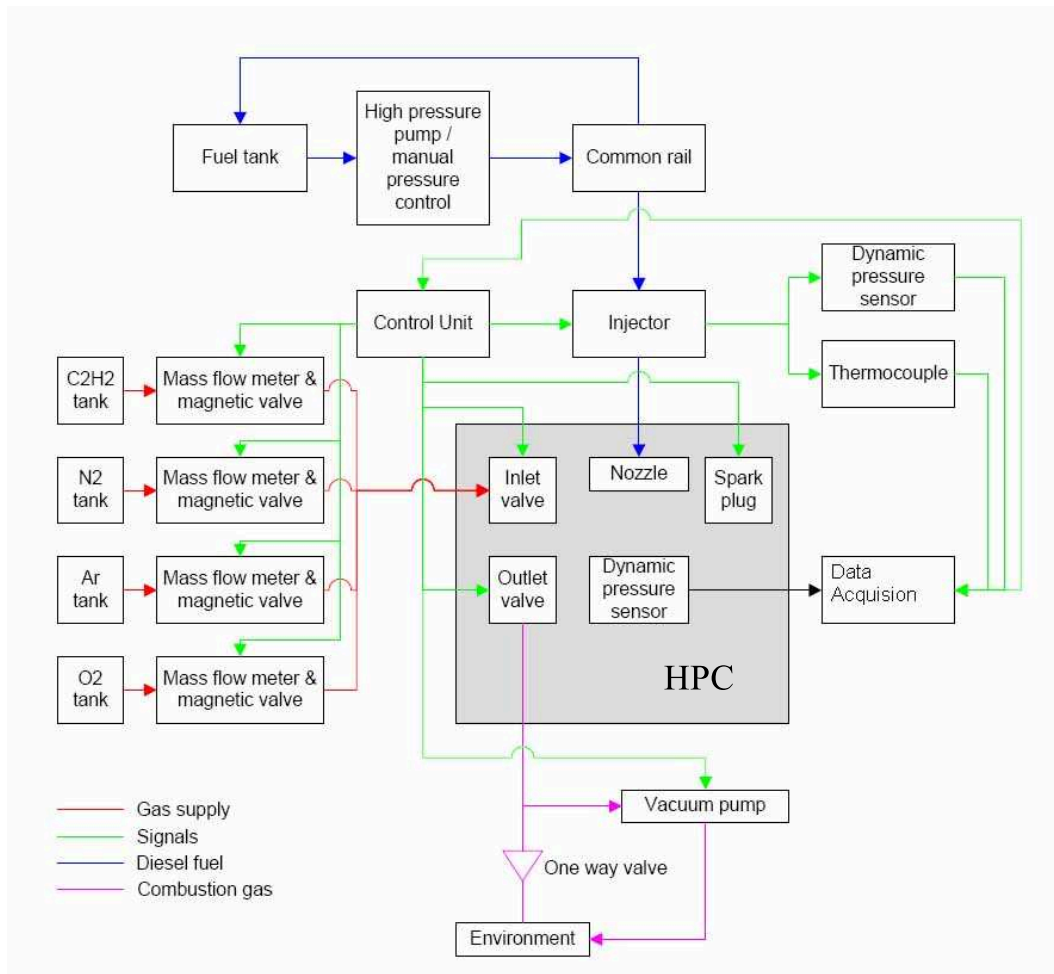 High pressure
pump /
manual
pressure
control
Fuel tank
Common rail
Dynamic
pressure
sensor
Control Unit
Injector
C2H2
tank
Mass flow meter &
magnetic valve
Thermocouple
N2
tank
Mass flow meter &
magnetic valve
Inlet
valve
Nozzle
Spark
plug
Ar
tank
Mass flow meter &
magnetic valve
Outlet
valve
Dynamic
pressure
sensor
Data
Acquision
O2
tank
Mass flow meter &
magnetic valve
HPC
Gas supply
Signals
Diesel fuel
Combustion gas
Vacuum pump
One way valve
Environment